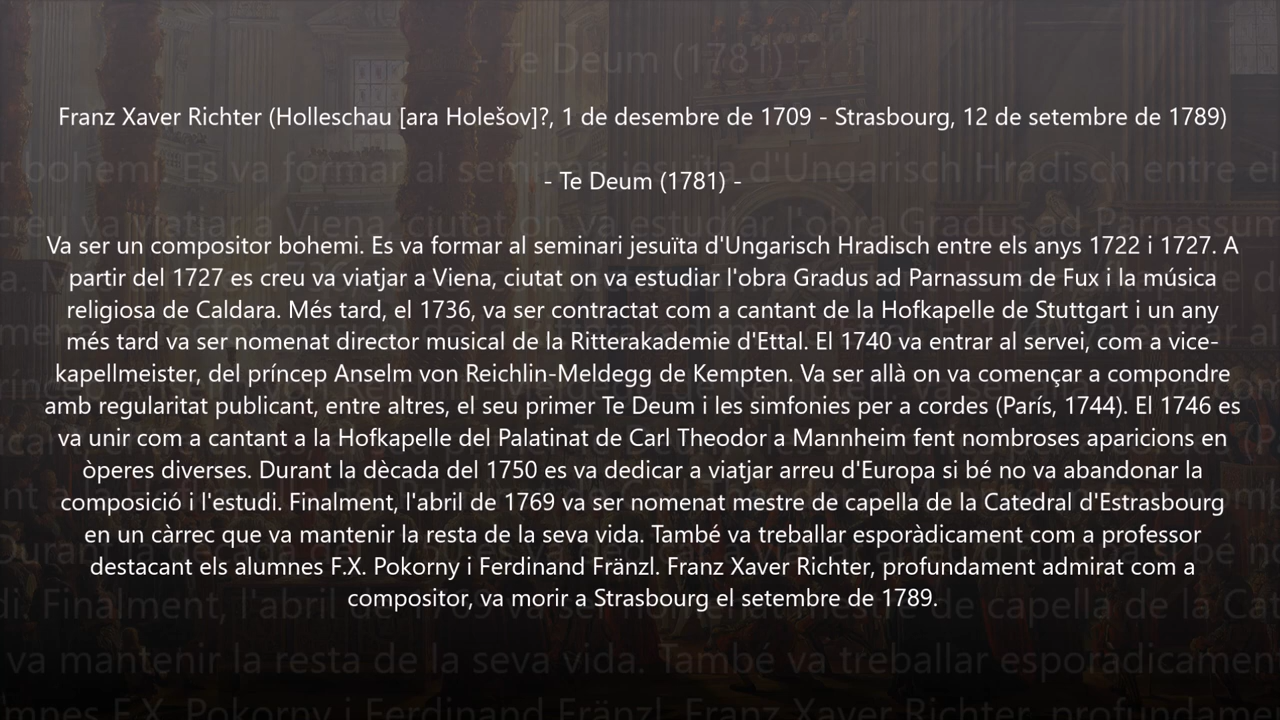 Franz Xaver Richter (Holleschau [ara Holešov]?, 1 de desembre de 1709 - Strasbourg, 12 de setembre de 1789)
- Te Deum (1781) -
Va ser un compositor bohemi. Es va formar al seminari jesuïta d'Ungarisch Hradisch entre els anys 1722 i 1727. A
partir del 1727 es creu va viatjar a Viena, ciutat on va estudiar l'obra Gradus ad Parnassum de Fux i la música
religiosa de Caldara. Més tard, el 1736, va ser contractat com a cantant de la Hofkapelle de Stuttgart i un any
més tard va ser nomenat director musical de la Ritterakademie d'Ettal. El 1740 va entrar al servei, com a vice-
kapellmeister, del príncep Anselm von Reichlin-Meldegg de Kempten. Va ser allà on va començar a compondre
amb regularitat publicant, entre altres, el seu primer Te Deum i les simfonies per a cordes (París, 1744). El 1746 es
va unir com a cantant a la Hofkapelle del Palatinat de Carl Theodor a Mannheim fent nombroses aparicions en
òperes diverses. Durant la dècada del 1750 es va dedicar a viatjar arreu d'Europa si bé no va abandonar la
composició i l'estudi. Finalment, l'abril de 1769 va ser nomenat mestre de capella de la Catedral d'Estrasbourg
en un càrrec que va mantenir la resta de la seva vida. També va treballar esporàdicament com a professor
destacant els alumnes F.X. Pokorny i Ferdinand Fränzl. Franz Xaver Richter, profundament admirat com a
compositor, va morir a Strasbourg el setembre de 1789.